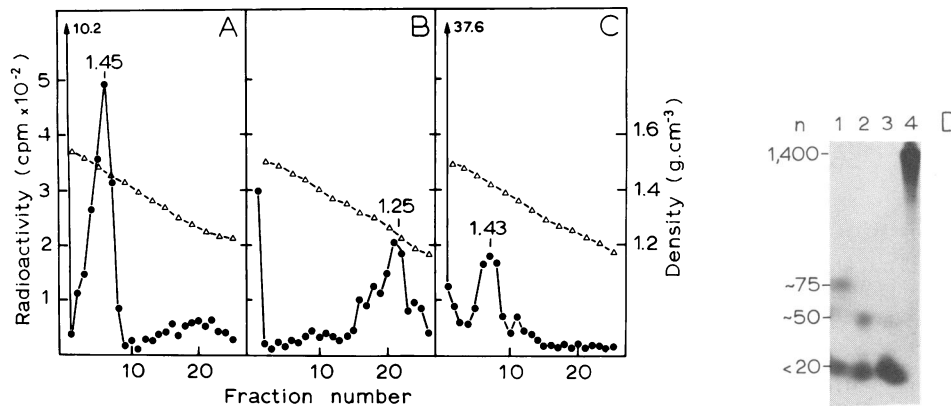 10.2 A B 37.6 C
1.45
5
4
3
2
1
Radioactivity (cpm x10⁻²)
1.25
1.43
1.6
1.4
1.2
Density (g.cm⁻³)
10 20 10 20 10 20
Fraction number
n 1 2 3 4 D
1,400
~75
~50
<20